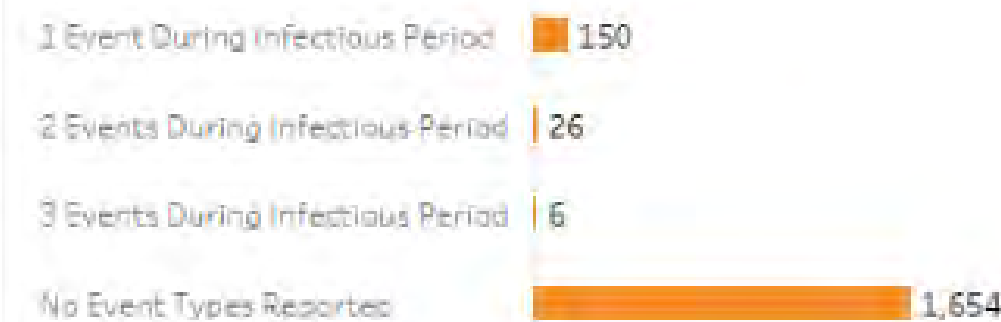 1 Event During Infectious Period 150
2 Events During Infectious Period 26
3 Events During Infectious Period 6
No Event Types Reported 1,654